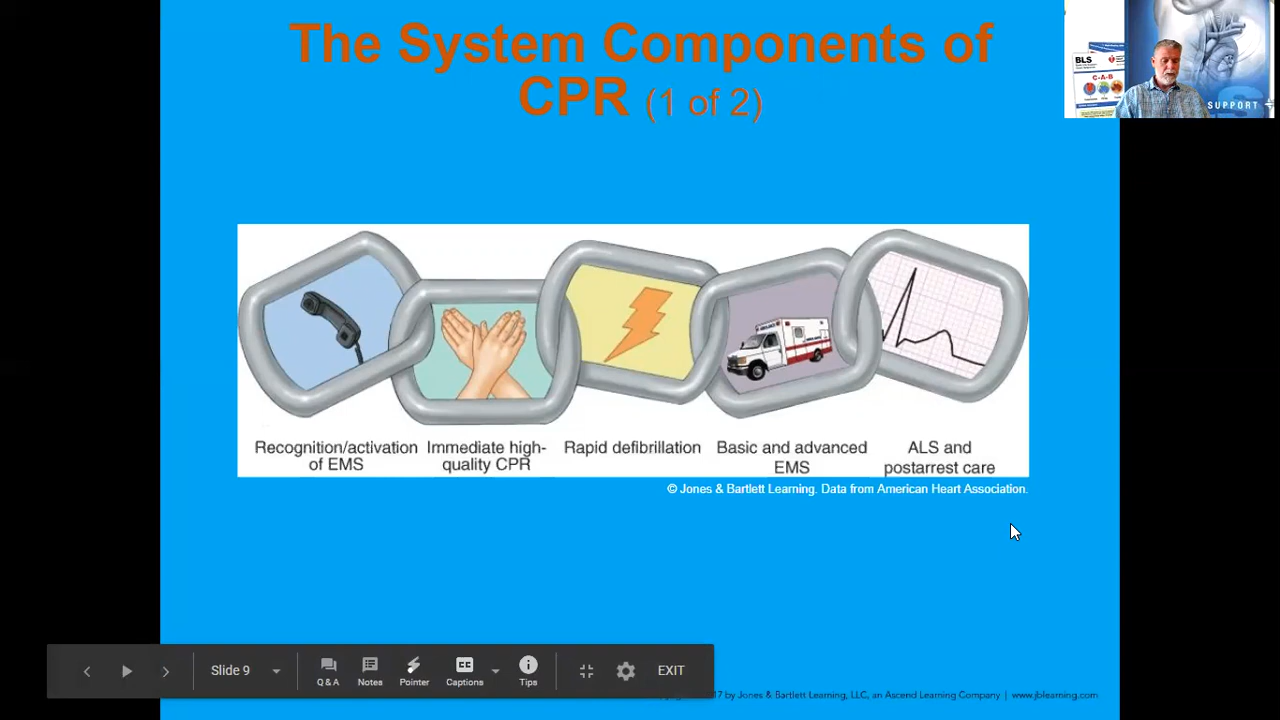 The System Components of
CPR (1 of 2)
BLS
C-A-B
SUPPORT
Recognition/activation
of EMS
Immediate high-
quality CPR
Rapid defibrillation
Basic and advanced
EMS
ALS and
postarrest care
© Jones & Bartlett Learning. Data from American Heart Association.
Slide 9
Q & A
Notes
Pointer
CC
Captions
Tips
EXIT
17 by Jones & Bartlett Learning, LLC, an Ascend Learning Company | www.jblearning.com